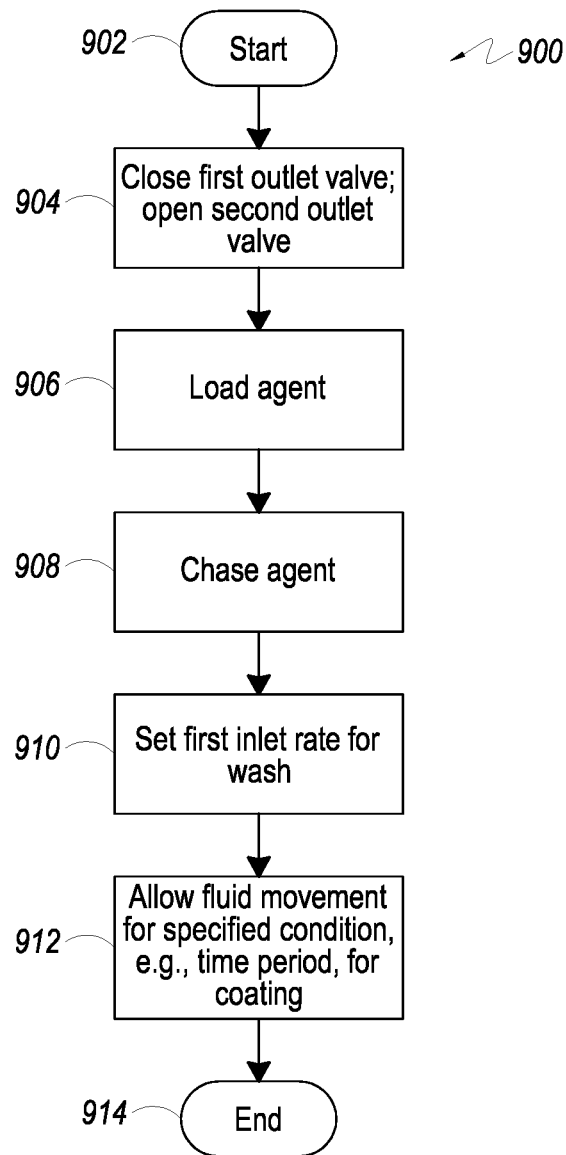 902
Start
900
904
Close first outlet valve;
open second outlet
valve
906
Load agent
908
Chase agent
910
Set first inlet rate for
wash
912
Allow fluid movement
for specified condition,
e.g., time period, for
coating
914
End